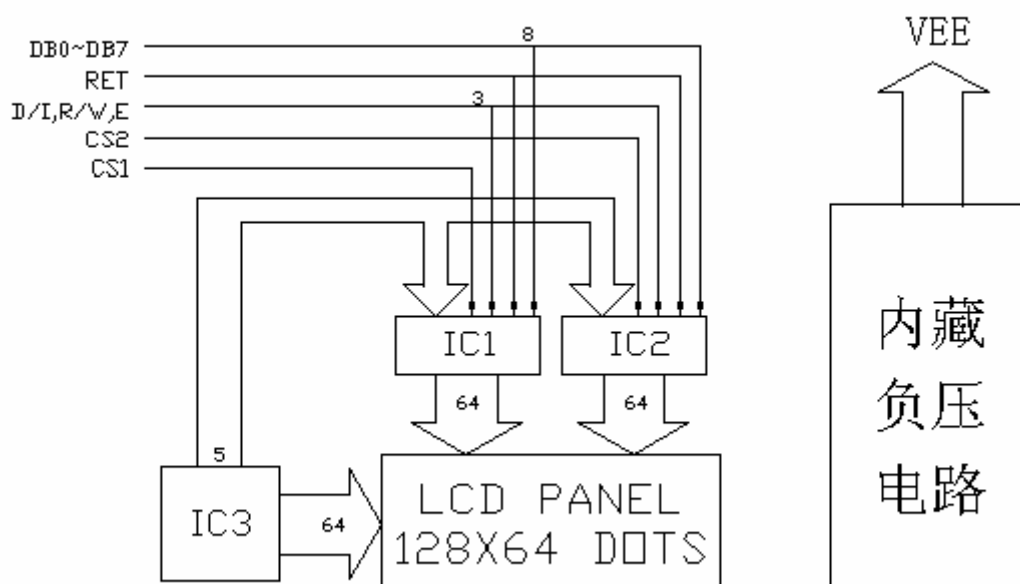 DB0~DB7
8
RET
D/I,R/W,E
3
CS2
CS1
VEE
IC1
IC2
内藏
负压
电路
64
64
5
IC3
64
LCD PANEL
128X64 DOTS